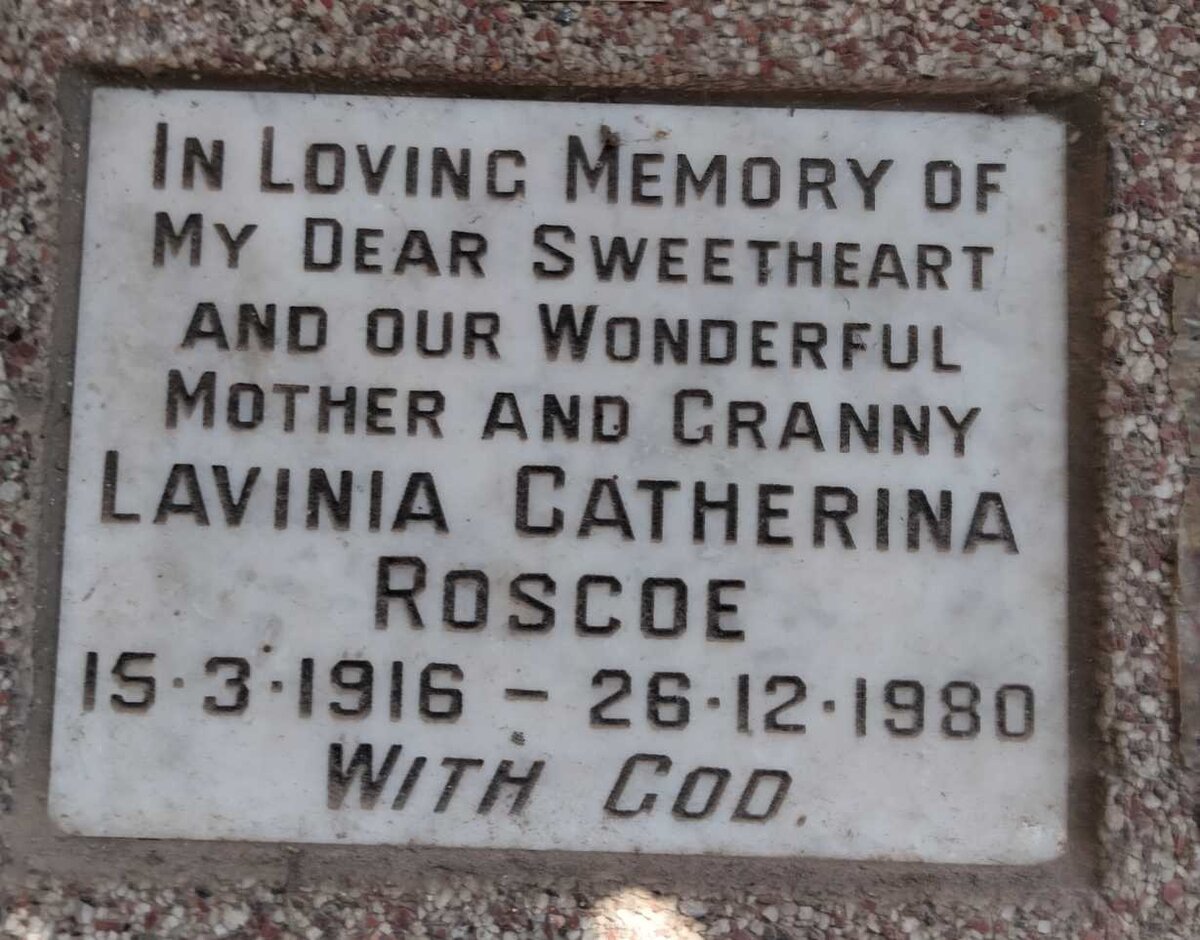 IN LOVING MEMORY OF
MY DEAR SWEETHEART
AND OUR WONDERFUL
MOTHER AND GRANNY
LAVINIA CATHERINA
ROSCOE
15·3·1916 – 26·12·1980
WITH GOD.